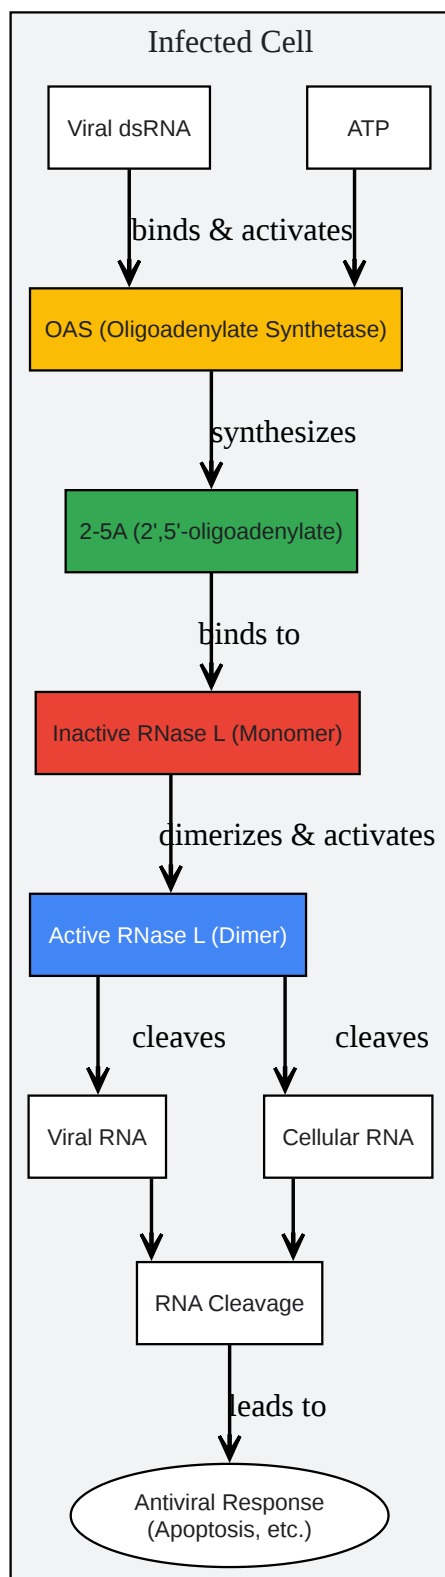 Infected Cell
Viral dsRNA
ATP
binds & activates
OAS (Oligoadenylate Synthetase)
synthesizes
2-5A (2',5'-oligoadenylate)
binds to
Inactive RNase L (Monomer)
dimerizes & activates
Active RNase L (Dimer)
cleaves
cleaves
Viral RNA
Cellular RNA
RNA Cleavage
leads to
Antiviral Response
(Apoptosis, etc.)